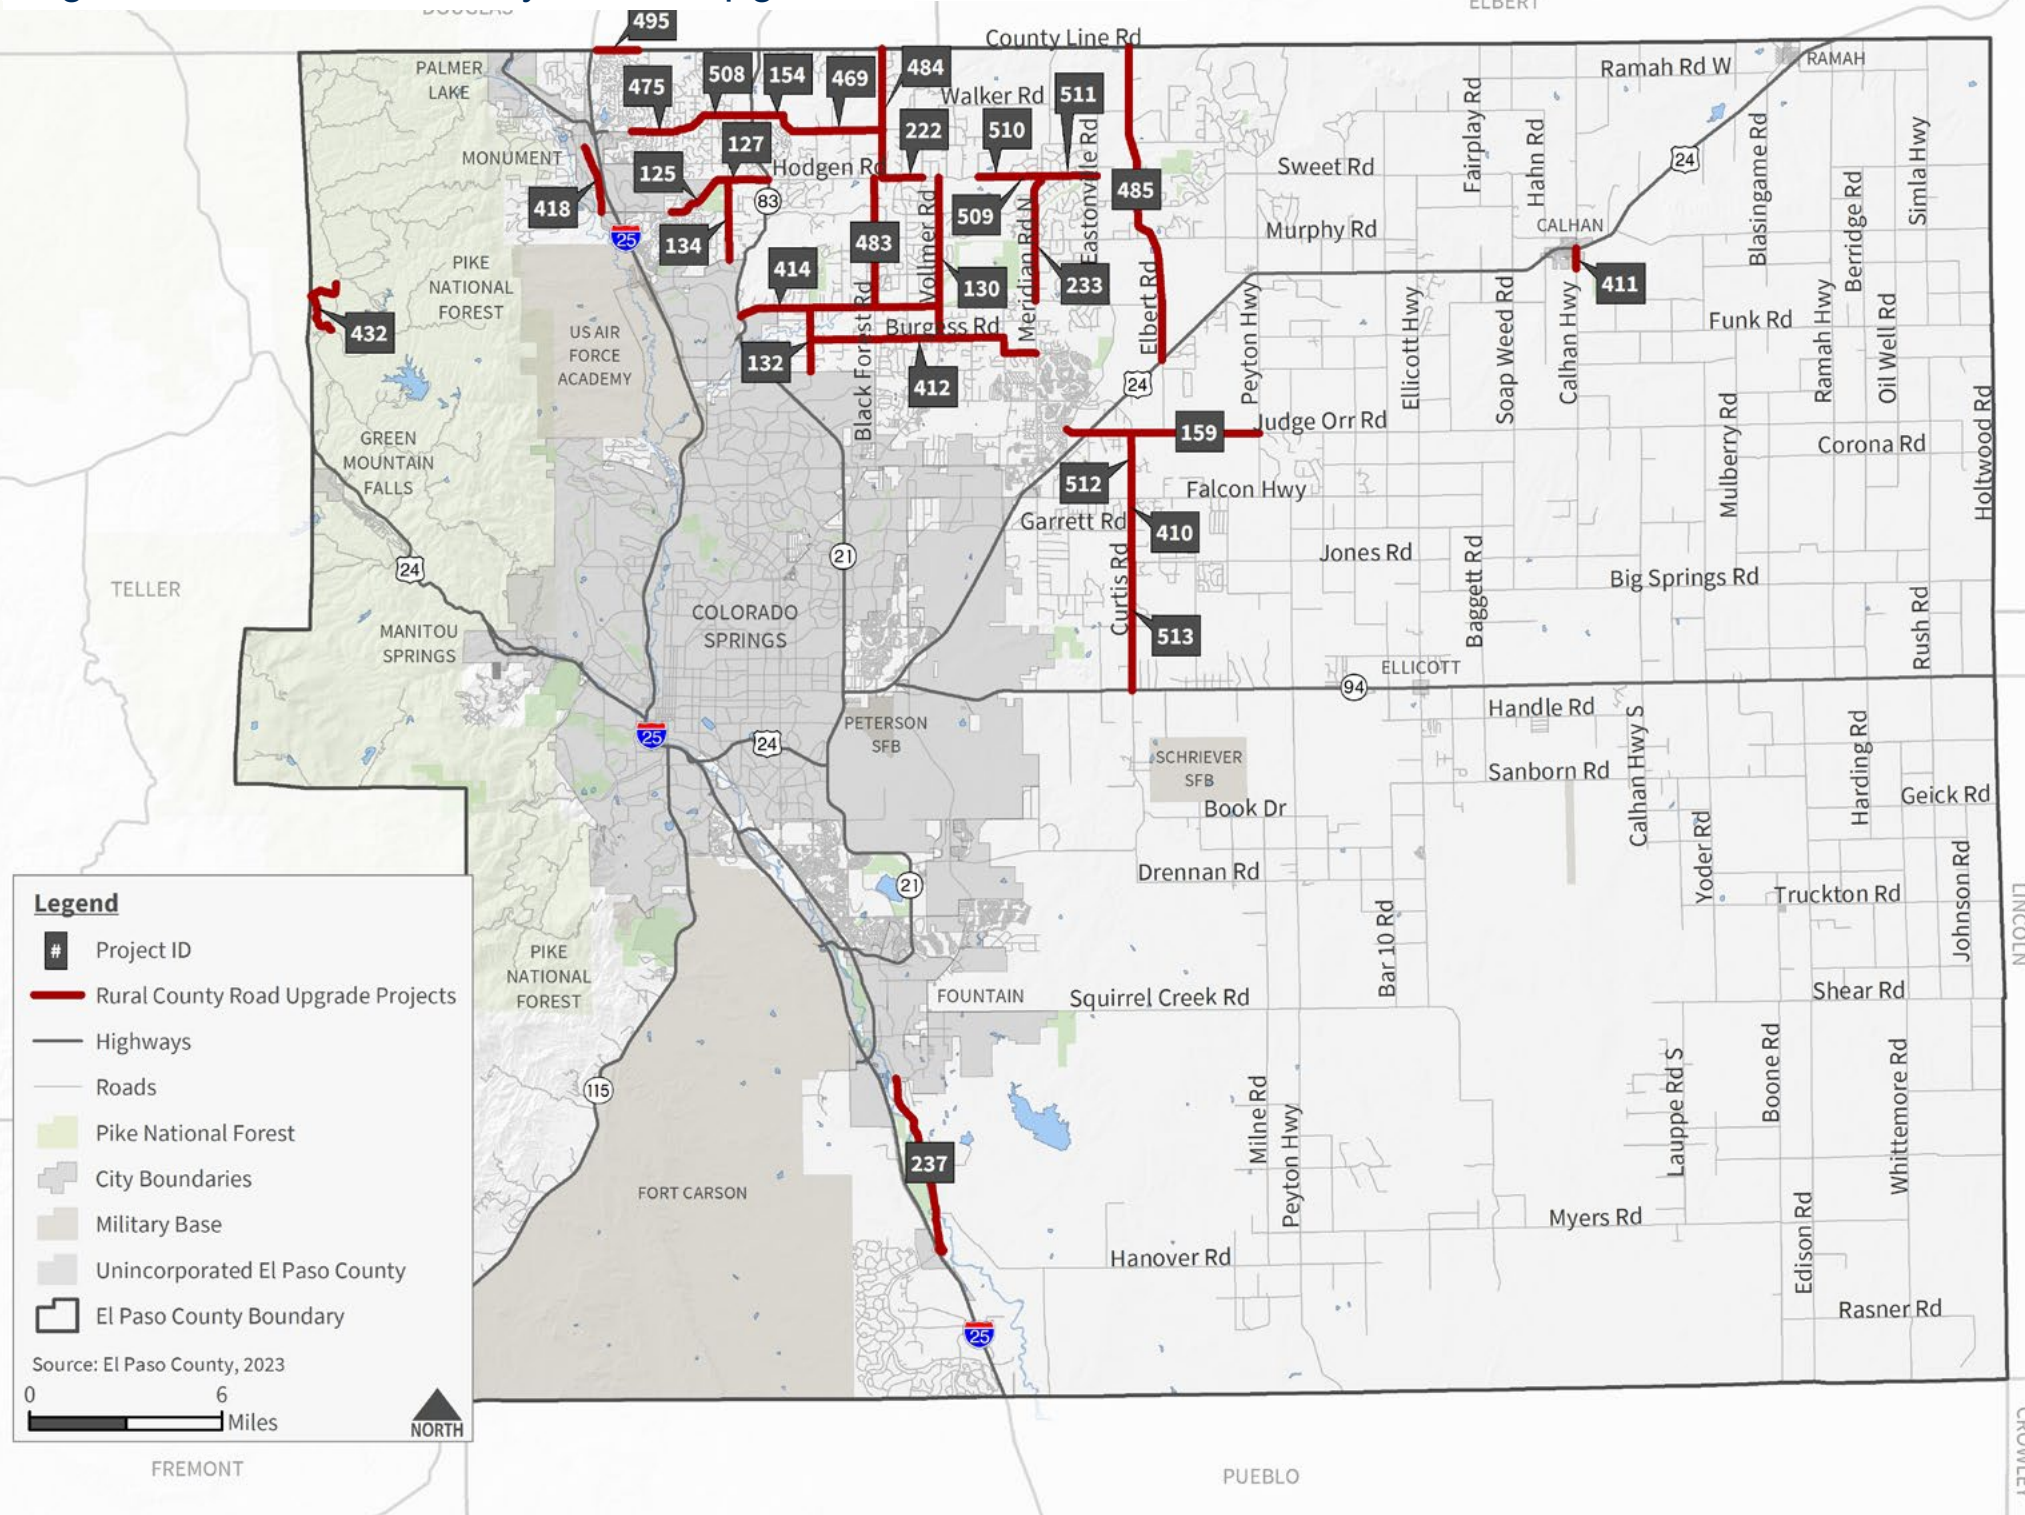 DOUGLAS
ELBERT
495
County Line Rd
PALMER
LAKE
475
508
154
469
484
Walker Rd
511
Ramah Rd W
RAMAH
Fairplay Rd
Hahn Rd
Blasingame Rd
Simla Hwy
24
MONUMENT
125
127
Hodgen Rd
222
510
Eastonville Rd
Sweet Rd
Berridge Rd
418
83
485
25
134
483
Vollmer Rd
509
Meridian Rd N
Murphy Rd
CALHAN
PIKE
NATIONAL
FOREST
414
130
233
411
432
US AIR
FORCE
ACADEMY
132
Black Forest Rd
Burgess Rd
412
Elbert Rd
24
Peyton Hwy
Ellicott Hwy
Soap Weed Rd
Calhan Hwy
Funk Rd
Ramah Hwy
Oil Well Rd
Holtwood Rd
Mulberry Rd
GREEN
MOUNTAIN
FALLS
159
Judge Orr Rd
Corona Rd
512
Falcon Hwy
Garrett Rd
410
21
Jones Rd
24
TELLER
Curtis Rd
Baggett Rd
Big Springs Rd
COLORADO
SPRINGS
MANITOU
SPRINGS
513
Rush Rd
ELLICOTT
94
25
24
PETERSON
SFB
SCHRIEVER
SFB
Handle Rd
Calhan Hwy S
Sanborn Rd
Harding Rd
Geick Rd
Book Dr
Yoder Rd
Drennan Rd
Johnson Rd
21
Truckton Rd
LINCOLN
Bar 10 Rd
PIKE
NATIONAL
FOREST
FOUNTAIN
Squirrel Creek Rd
Shear Rd
115
Milne Rd
Peyton Hwy
Lauppe Rd S
Boone Rd
Whittemore Rd
237
FORT CARSON
Myers Rd
Hanover Rd
Edison Rd
Rasner Rd
25
Legend
# Project ID
Rural County Road Upgrade Projects
Highways
Roads
Pike National Forest
City Boundaries
Military Base
Unincorporated El Paso County
El Paso County Boundary
Source: El Paso County, 2023
0 6
Miles
NORTH
FREMONT
PUEBLO
CROWLEY